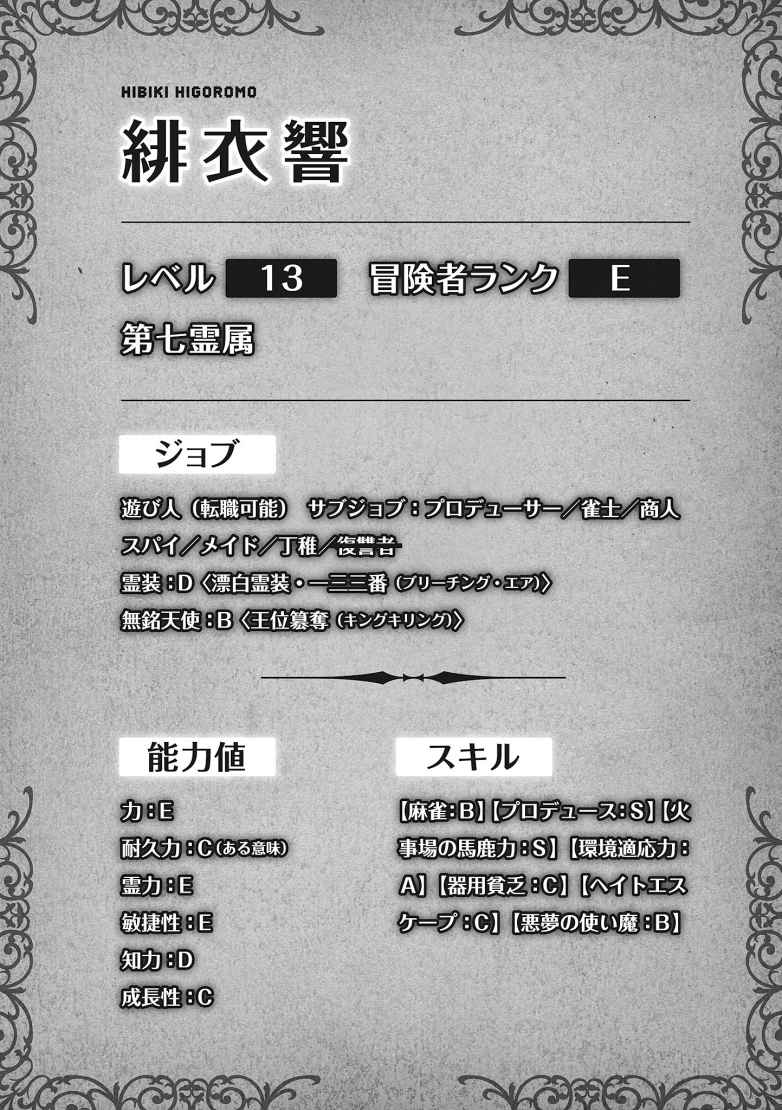 HIBIKI HIGOROMO
緋衣響
レベル 13 冒険者ランク E
第七霊属
ジョブ
遊び人（転職可能） サブジョブ：プロデューサー／雀士／商人
スパイ／メイド／丁稚／復讐者
霊装：D〈漂白霊装・一三三番（ブリーチング・エア）〉
無銘天使：B〈王位簒奪（キングキリング）〉
能力値
力：E
耐久力：C（ある意味）
霊力：E
敏捷性：E
知力：D
成長性：C
スキル
【麻雀：B】【プロデュース：S】【火
事場の馬鹿力：S】【環境適応力：
A】【器用貧乏：C】【ヘイトエス
ケープ：C】【悪夢の使い魔：B】